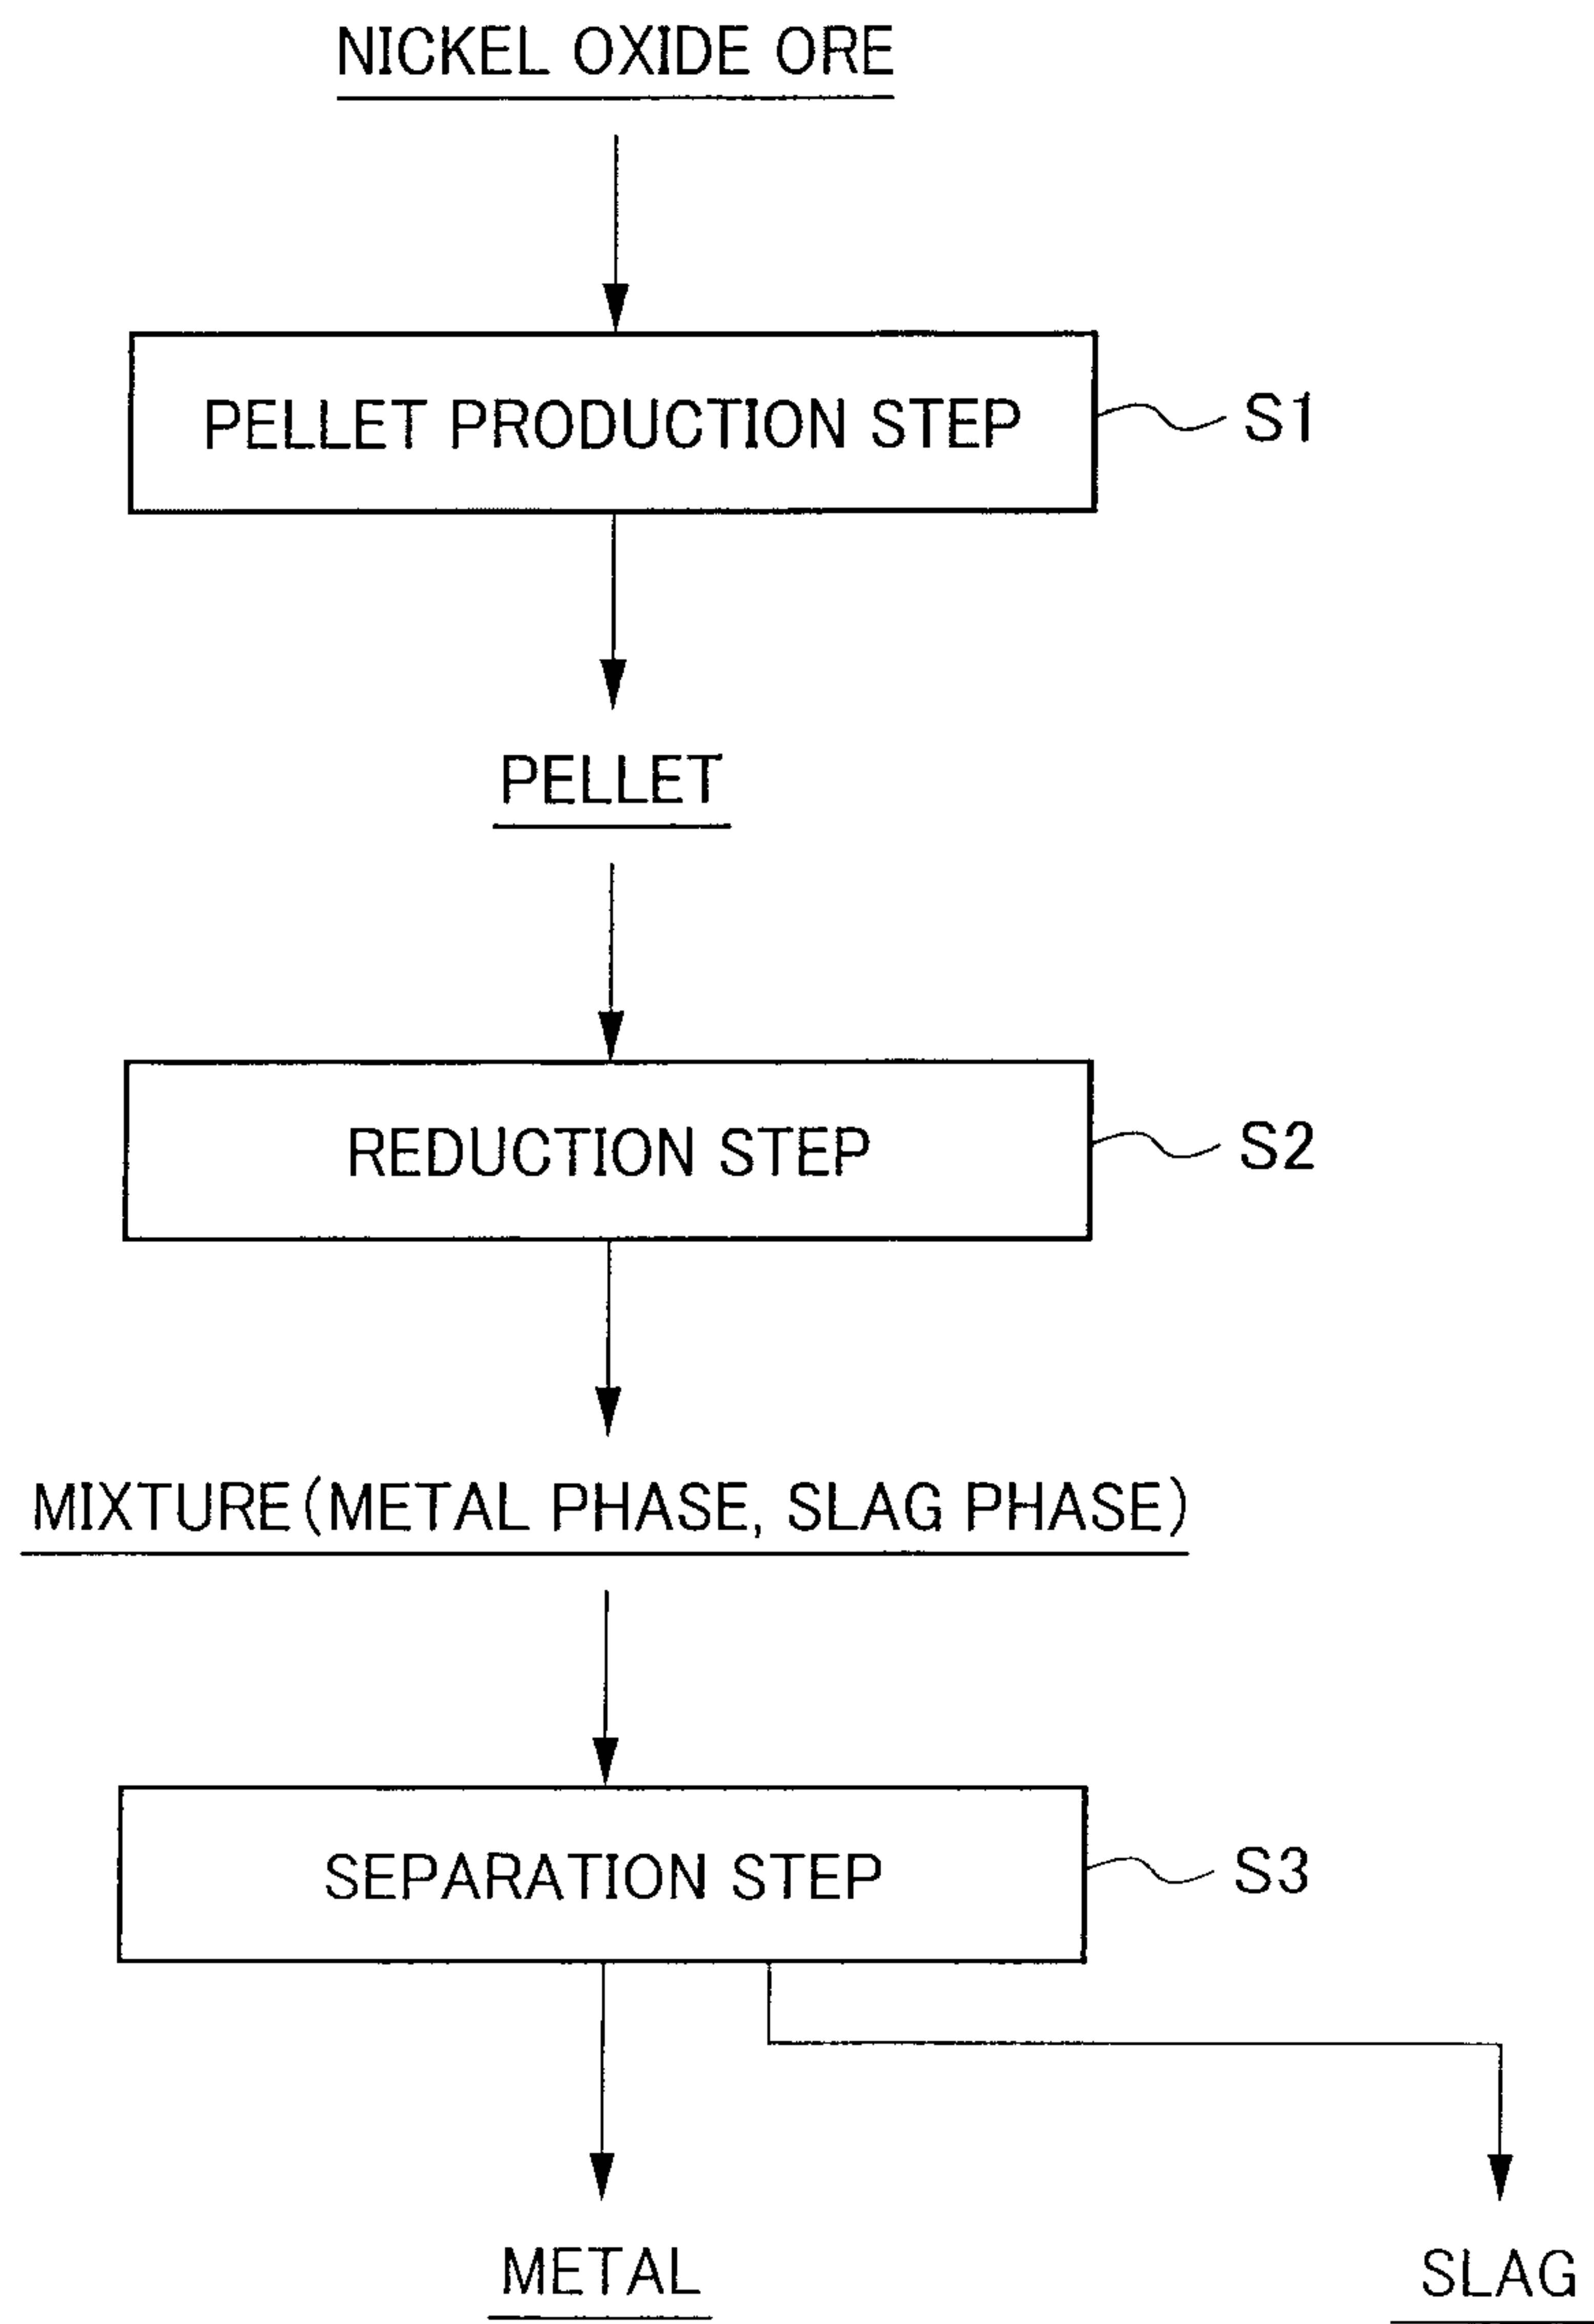 NICKEL OXIDE ORE
PELLET PRODUCTION STEP
S1
PELLET
REDUCTION STEP
S2
MIXTURE(METAL PHASE, SLAG PHASE)
SEPARATION STEP
S3
METAL
SLAG